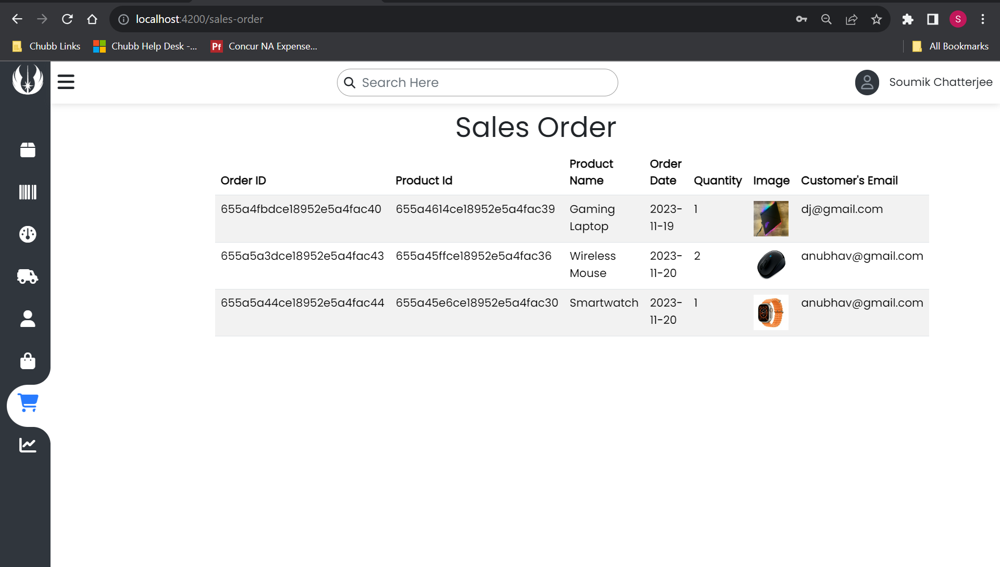 localhost:4200/sales-order
S
Chubb Links
Chubb Help Desk -...
Pf Concur NA Expense...
All Bookmarks
Search Here
Soumik Chatterjee
Sales Order
Order ID Product Id Product Name Order Date Quantity Image Customer's Email
655a4fbdce18952e5a4fac40 655a4614ce18952e5a4fac39 Gaming Laptop 2023-11-19 1 dj@gmail.com
655a5a3dce18952e5a4fac43 655a45ffce18952e5a4fac36 Wireless Mouse 2023-11-20 2 anubhav@gmail.com
655a5a44ce18952e5a4fac44 655a45e6ce18952e5a4fac30 Smartwatch 2023-11-20 1 anubhav@gmail.com